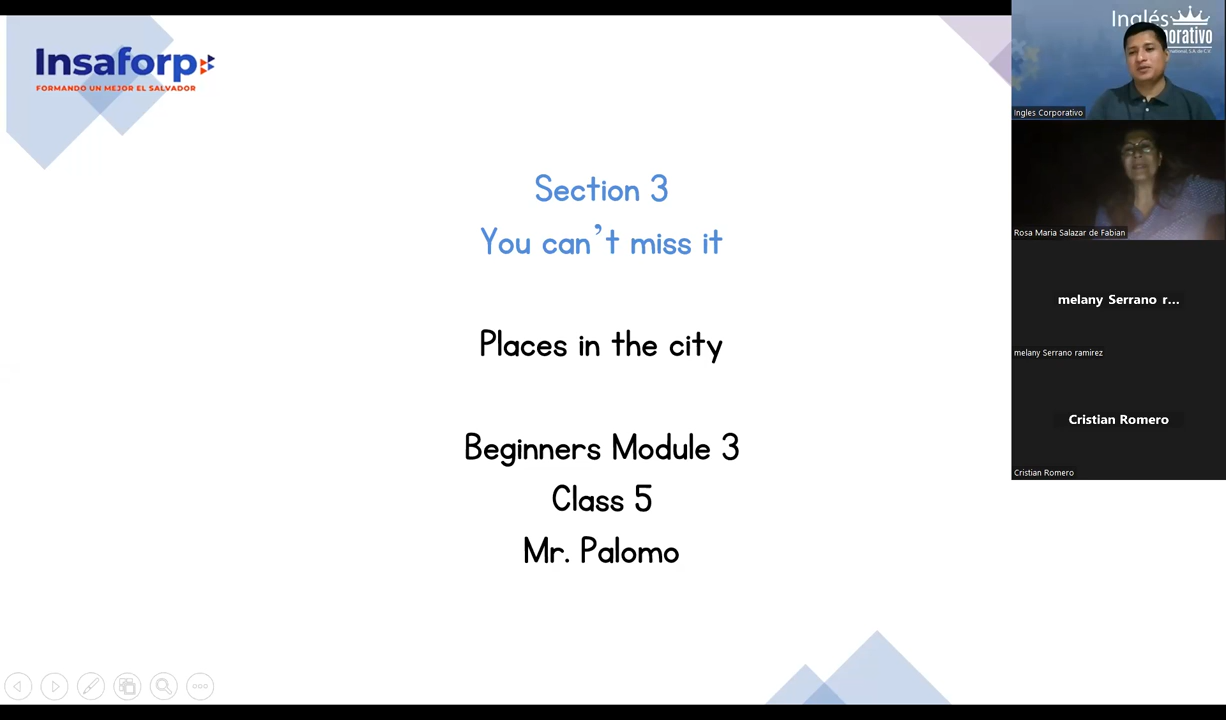 Insaforp
FORMANDO UN MEJOR EL SALVADOR
Section 3
You can't miss it
Places in the city
Beginners Module 3
Class 5
Mr. Palomo
Inglés
Ingles Corporativo
Rosa Maria Salazar de Fabian
melany Serrano r...
melany Serrano ramirez
Cristian Romero
Cristian Romero